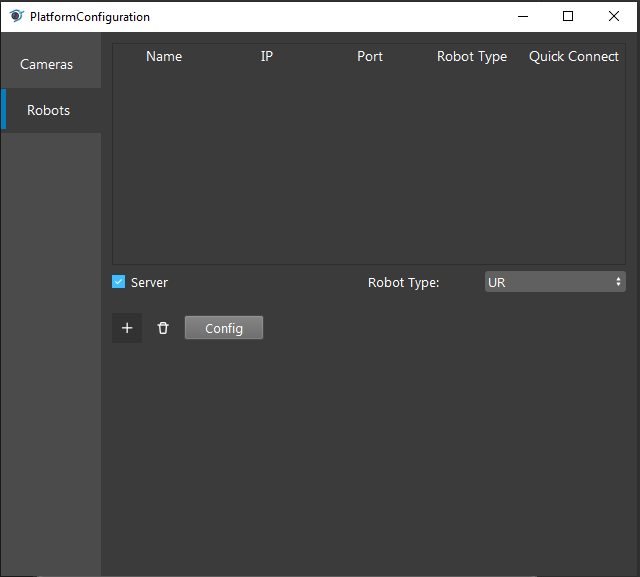 PlatformConfiguration
Cameras
Robots
Name IP Port Robot Type Quick Connect
Server Robot Type: UR
Config